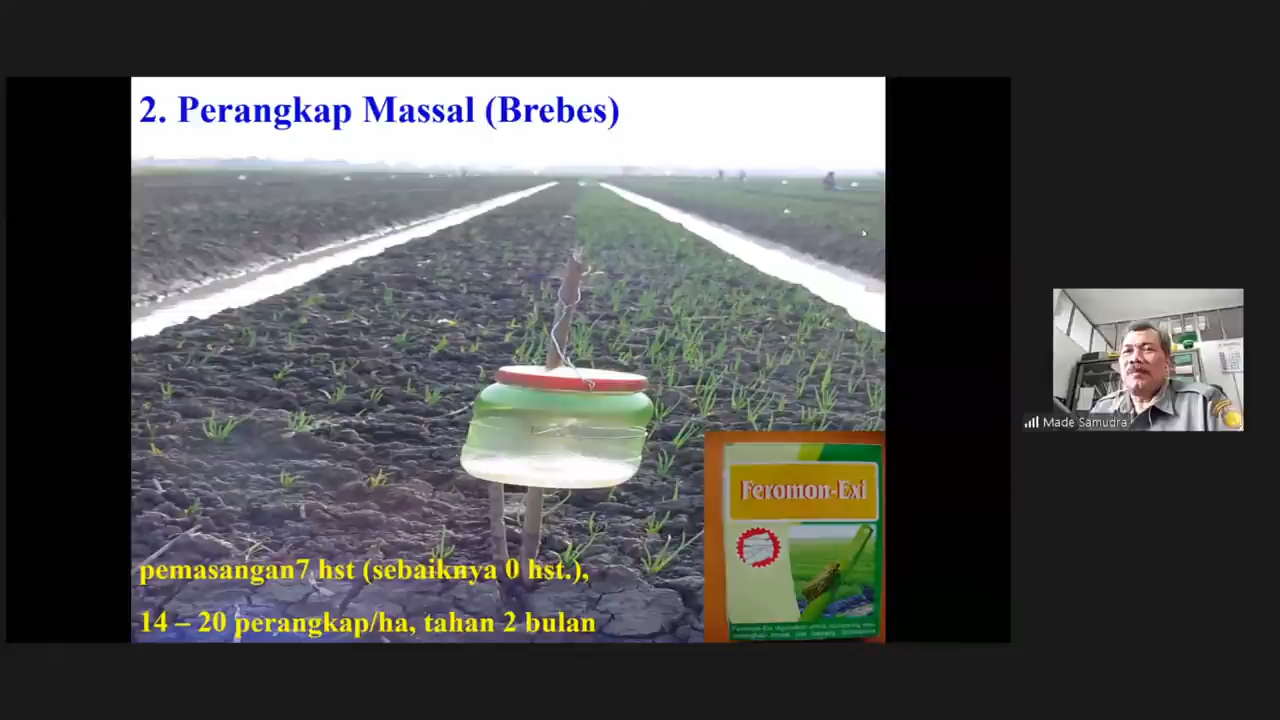 2. Perangkap Massal (Brebes)
Feromon-Exi
pemasangan7 hst (sebaiknya 0 hst.),
14 – 20 perangkap/ha, tahan 2 bulan
Made Samudra